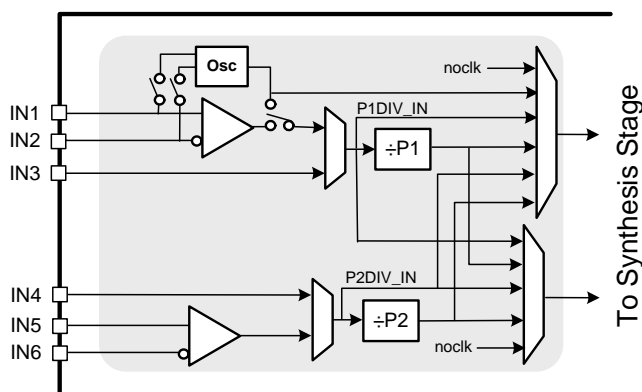 Osc
noclk
IN1
P1DIV_IN
IN2
÷P1
IN3
To Synthesis Stage
IN4
P2DIV_IN
IN5
÷P2
IN6
noclk